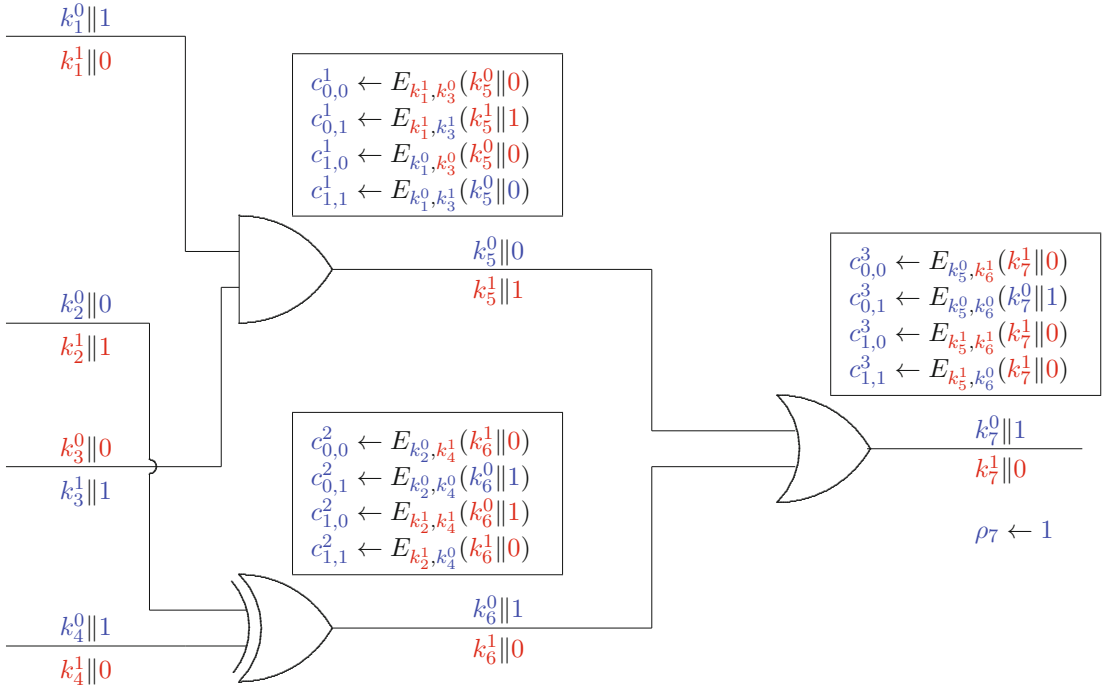 k_1^0‖1
k_1^1‖0
c_{0,0}^1 ← E_{k_1^1,k_3^0}(k_5^0‖0)
c_{0,1}^1 ← E_{k_1^1,k_3^1}(k_5^1‖1)
c_{1,0}^1 ← E_{k_1^0,k_3^0}(k_5^0‖0)
c_{1,1}^1 ← E_{k_1^0,k_3^1}(k_5^0‖0)
k_5^0‖0
k_5^1‖1
k_2^0‖0
k_2^1‖1
c_{0,0}^3 ← E_{k_5^0,k_6^1}(k_7^1‖0)
c_{0,1}^3 ← E_{k_5^0,k_6^0}(k_7^0‖1)
c_{1,0}^3 ← E_{k_5^1,k_6^1}(k_7^1‖0)
c_{1,1}^3 ← E_{k_5^1,k_6^0}(k_7^1‖0)
k_3^0‖0
k_3^1‖1
c_{0,0}^2 ← E_{k_2^0,k_4^1}(k_6^1‖0)
c_{0,1}^2 ← E_{k_2^0,k_4^0}(k_6^0‖1)
c_{1,0}^2 ← E_{k_2^1,k_4^1}(k_6^0‖1)
c_{1,1}^2 ← E_{k_2^1,k_4^0}(k_6^1‖0)
k_7^0‖1
k_7^1‖0
ρ_7 ← 1
k_4^0‖1
k_4^1‖0
k_6^0‖1
k_6^1‖0